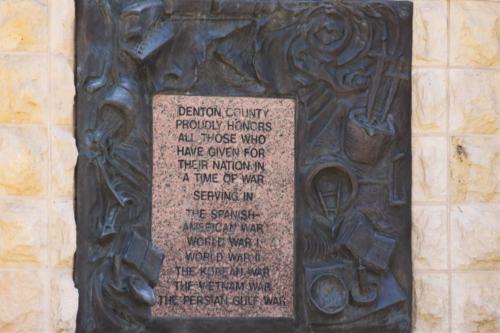 DENTON COUNTY
PROUDLY HONORS
ALL THOSE WHO
HAVE GIVEN FOR
THEIR NATION IN
A TIME OF WAR
SERVING IN
THE SPANISH-
AMERICAN WAR
WORLD WAR I
WORLD WAR II
THE KOREAN WAR
THE VIETNAM WAR
THE PERSIAN GULF WAR